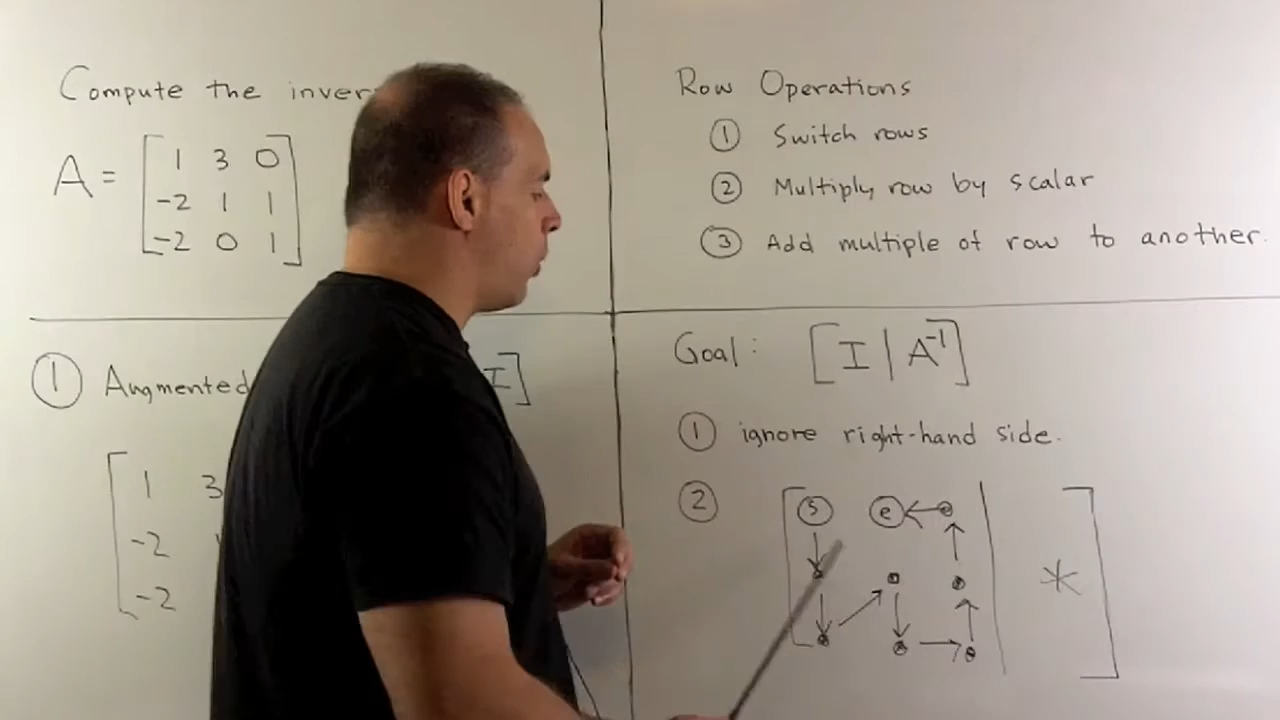 Compute the inver
A = [ 1 3 0
-2 1 1
-2 0 1 ]
① Augmented I]
[ 1 3
-2
-2
Row Operations
① Switch rows
② Multiply row by scalar
③ Add multiple of row to another.
Goal: [I | A⁻¹]
① ignore right-hand side.
② [ s e | * ]